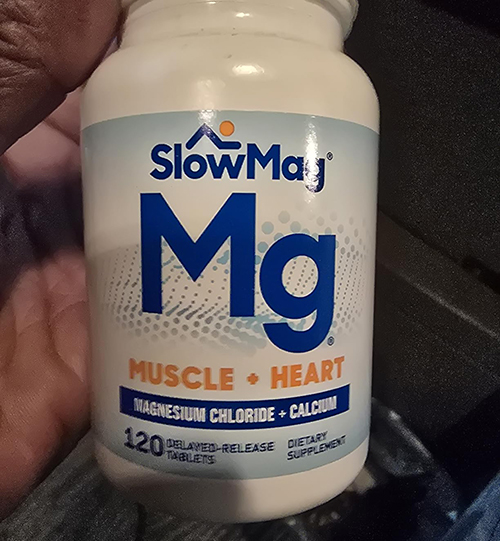 SlowMag®
Mg®
MUSCLE + HEART
MAGNESIUM CHLORIDE + CALCIUM
120 DELAYED-RELEASE TABLETS
DIETARY SUPPLEMENT